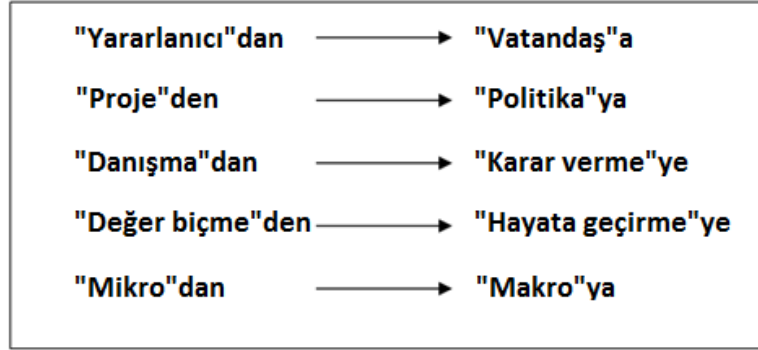 "Yararlanıcı"dan → "Vatandaş"a
"Proje"den → "Politika"ya
"Danışma"dan → "Karar verme"ye
"Değer biçme"den → "Hayata geçirme"ye
"Mikro"dan → "Makro"ya